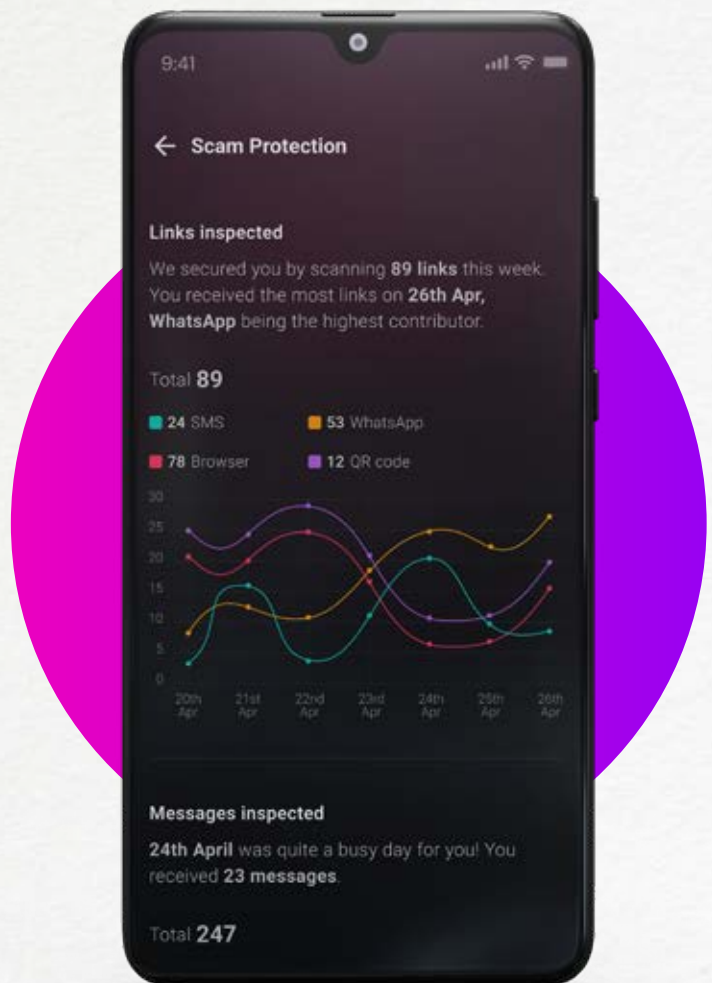 9:41
Scam Protection
Links inspected
We secured you by scanning 89 links this week.
You received the most links on 26th Apr,
WhatsApp being the highest contributor.
Total 89
24 SMS
53 WhatsApp
78 Browser
12 QR code
30
25
20
15
10
5
0
20th Apr
21st Apr
22nd Apr
23rd Apr
24th Apr
25th Apr
26th Apr
Messages inspected
24th April was quite a busy day for you! You
received 23 messages.
Total 247